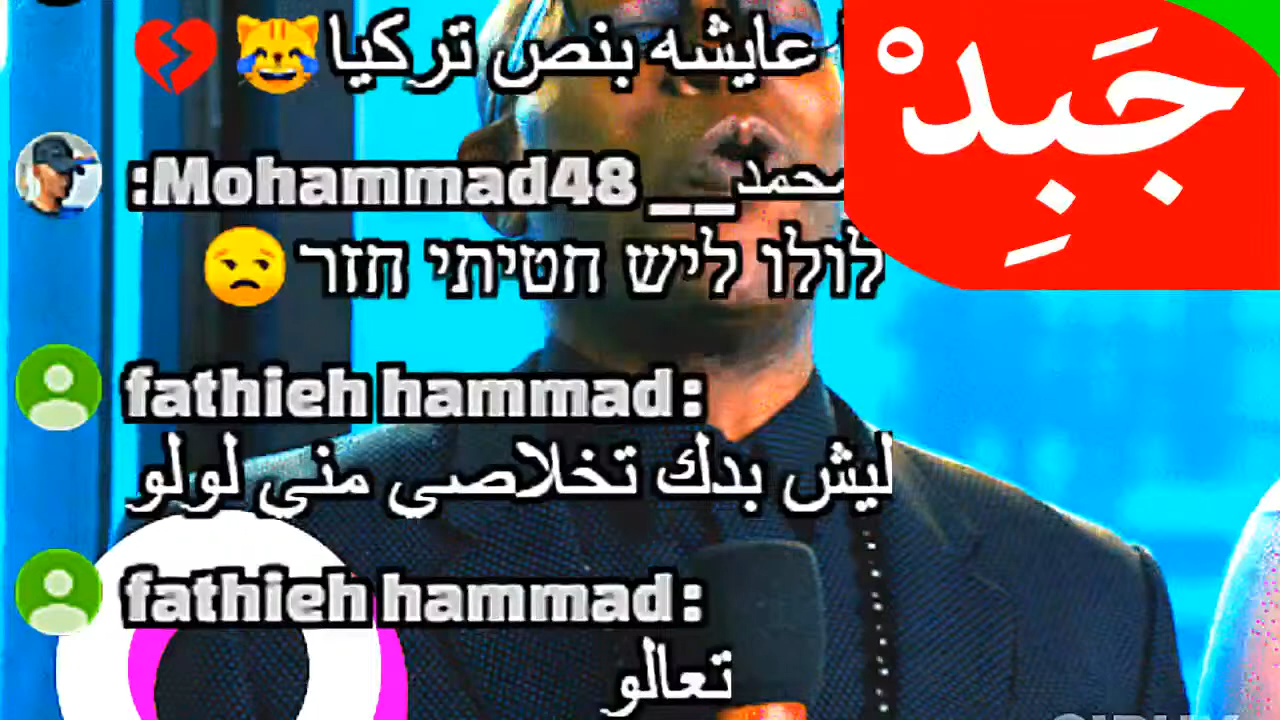 عايشه بنص تركيا😹💔
جَبِدْ
محمد__Mohammad48:
לולו ליש חטיתי חזר😒
fathieh hammad:
ليش بدك تخلاصي مني لولو
fathieh hammad:
تعالو